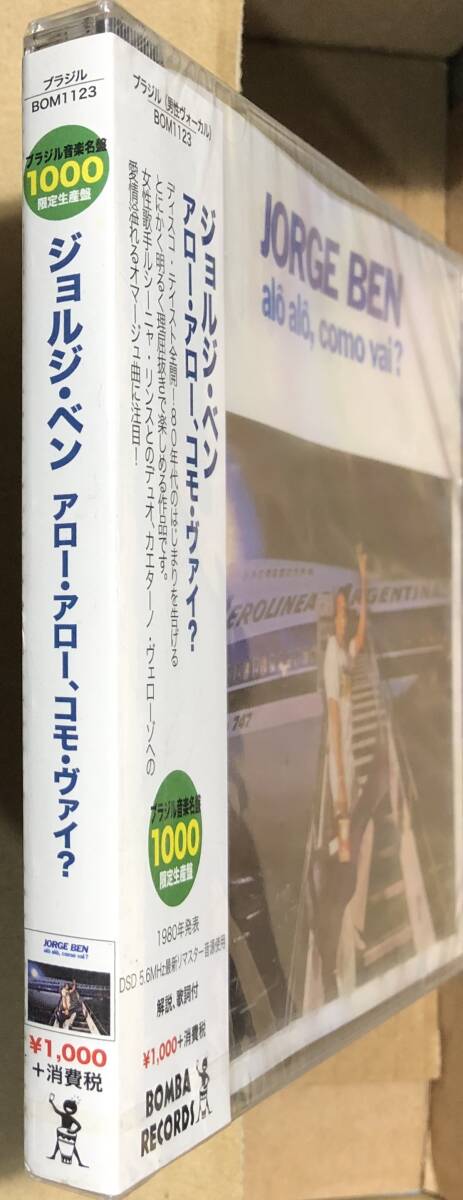 ブラジル
BOM1123
ブラジル音楽名盤
1000
限定生産盤
ジョルジ・ベン アロー・アロー、コモ・ヴァイ？
JORGE BEN
alô alô, como vai?
¥1,000
+消費税
ブラジル（男性ヴォーカル）
BOM1123
ジョルジ・ベン
アロー・アロー、コモ・ヴァイ？
ディスコ・テイスト全開！８０年代のはじまりを告げる
とにかく明るく理屈抜きで楽しめる作品です。
女性歌手ルシーニャ・リンスとのデュオ、カエターノ・ヴェローゾへの
愛情溢れるオマージュ曲に注目！
ブラジル音楽名盤
1000
限定生産盤
1980年発表
DSD 5.6MHz最新リマスター音源使用
解説、歌詞付
¥1,000+消費税
BOMBA
RECORDS
JORGE BEN
alô alô, como vai?
AEROLINEAS ARGENTINA
747